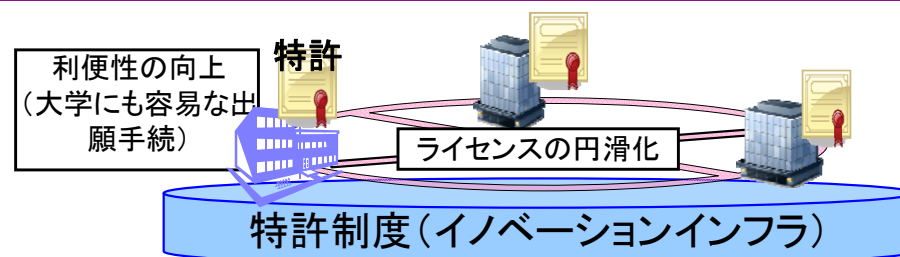 特許
利便性の向上
（大学にも容易な出
願手続）
ライセンスの円滑化
特許制度（イノベーションインフラ）